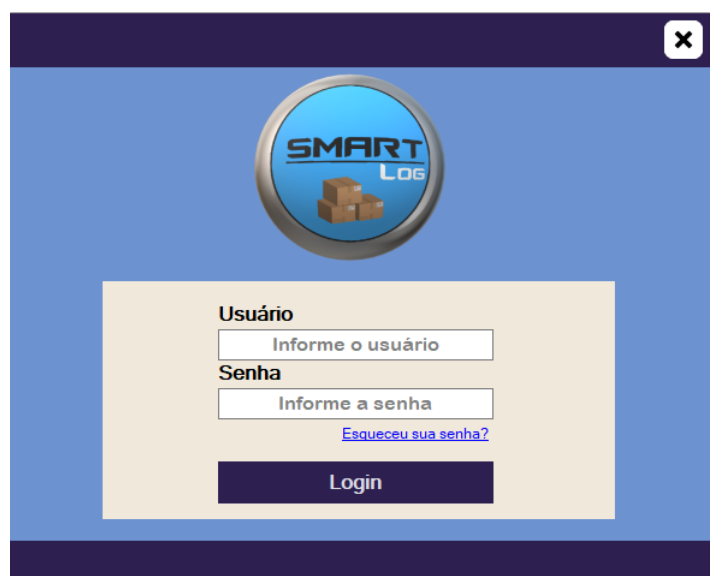 SMART
LOG
Usuário
Informe o usuário
Senha
Informe a senha
Esqueceu sua senha?
Login